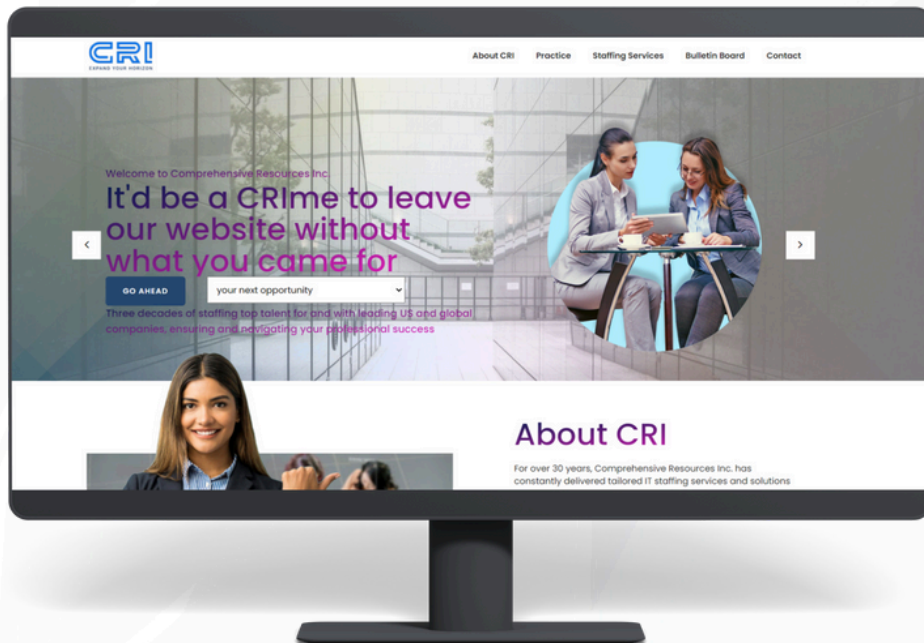 CRI
EXPAND YOUR HORIZON
About CRI Practice Staffing Services Bulletin Board Contact
Welcome to Comprehensive Resources Inc.
It'd be a CRIme to leave
our website without
what you came for
GO AHEAD your next opportunity
Three decades of staffing top talent for and with leading US and global
companies, ensuring and navigating your professional success
About CRI
For over 30 years, Comprehensive Resources Inc. has
constantly delivered tailored IT staffing services and solutions